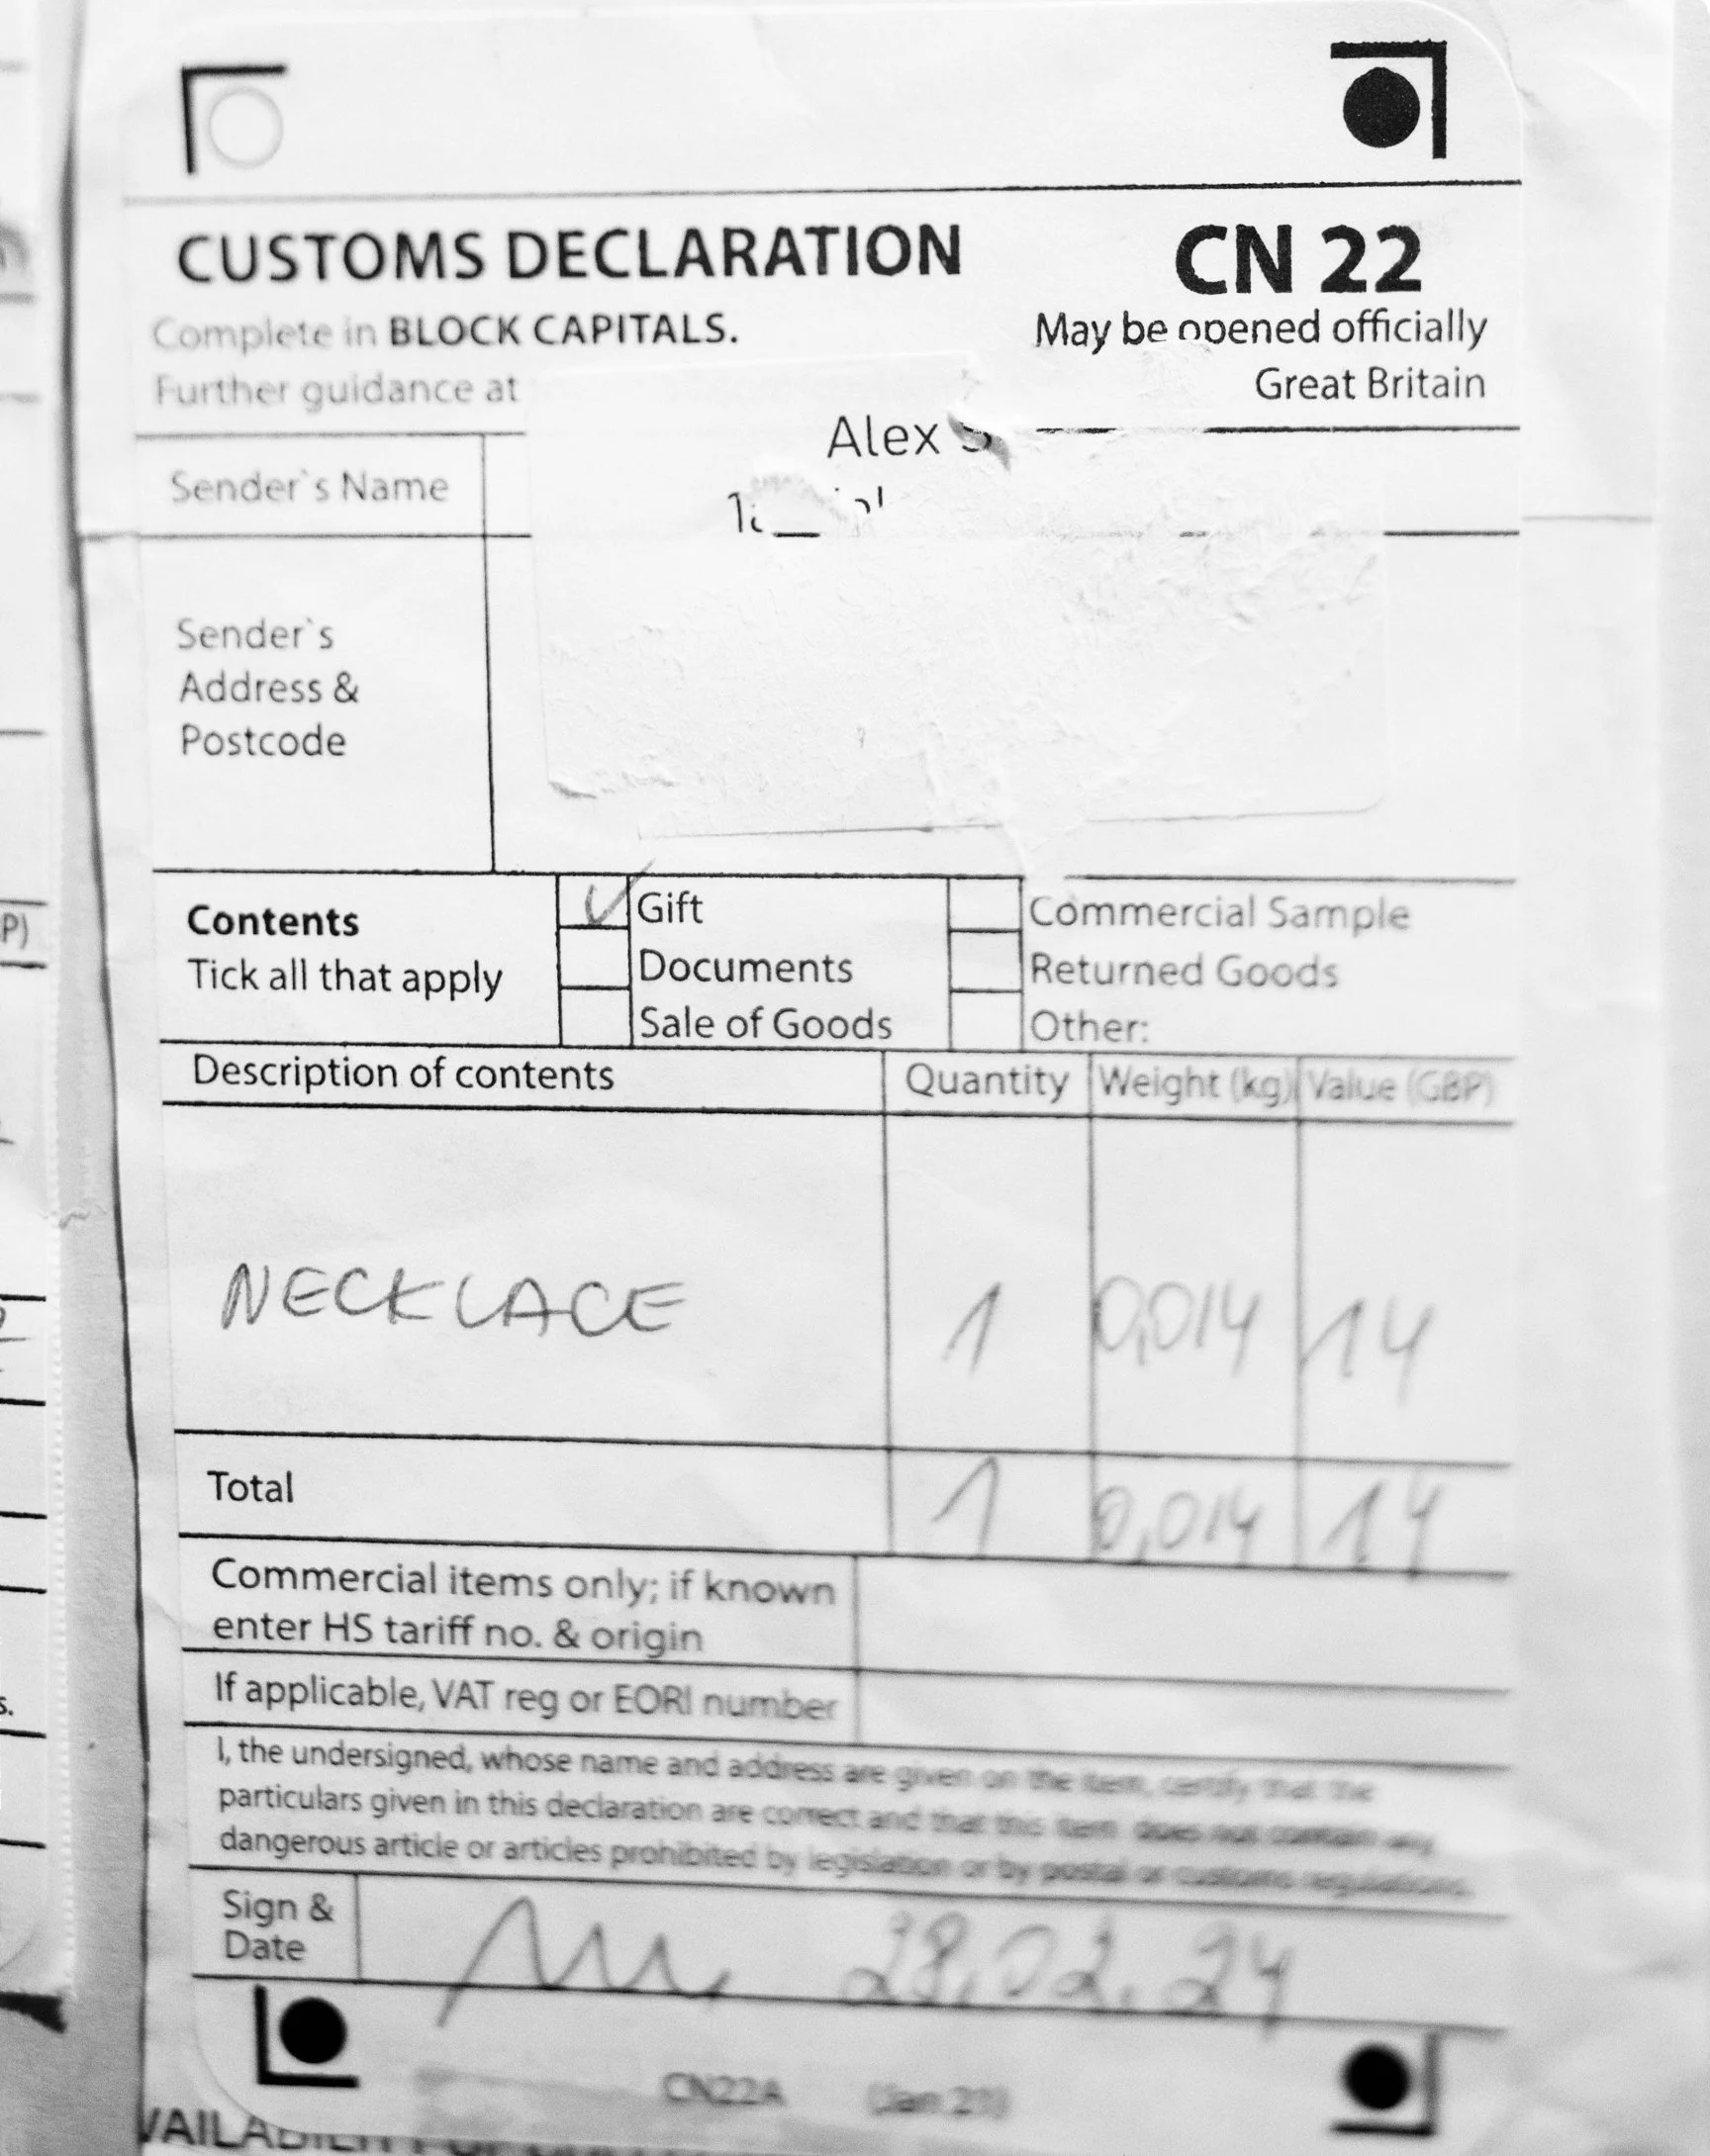 CUSTOMS DECLARATION
CN 22
Complete in BLOCK CAPITALS.
May be opened officially
Further guidance at
Great Britain
Alex
Sender`s Name
Sender`s
Address &
Postcode
Contents
Tick all that apply
Gift
Commercial Sample
Documents
Returned Goods
Sale of Goods
Other:
Description of contents Quantity Weight (kg) Value (GBP)
NECKLACE 1 0,014 14
Total 1 0,014 14
Commercial items only; if known
enter HS tariff no. & origin
If applicable, VAT reg or EORI number
I, the undersigned, whose name and address are given on the item, certify that the
particulars given in this declaration are correct and that this item does not contain any
dangerous article or articles prohibited by legislation or by postal or customs regulations.
Sign &
Date
28.02.24
CN22A (Jan 21)